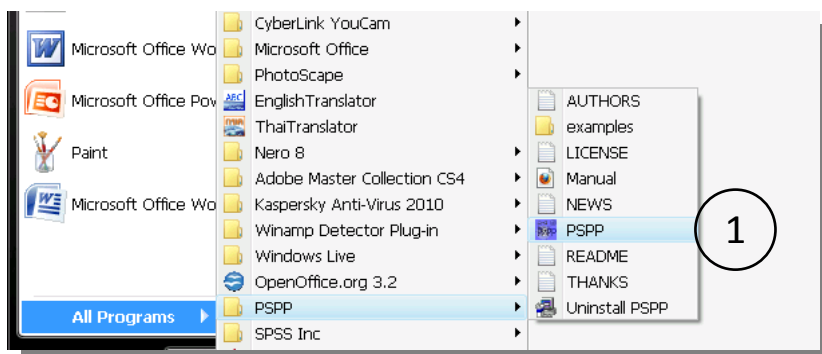 Microsoft Office Wo
Microsoft Office Pov
Paint
Microsoft Office Wo
All Programs
CyberLink YouCam
Microsoft Office
PhotoScape
EnglishTranslator
ThaiTranslator
Nero 8
Adobe Master Collection CS4
Kaspersky Anti-Virus 2010
Winamp Detector Plug-in
Windows Live
OpenOffice.org 3.2
PSPP
SPSS Inc
AUTHORS
examples
LICENSE
Manual
NEWS
PSPP
README
THANKS
Uninstall PSPP
1